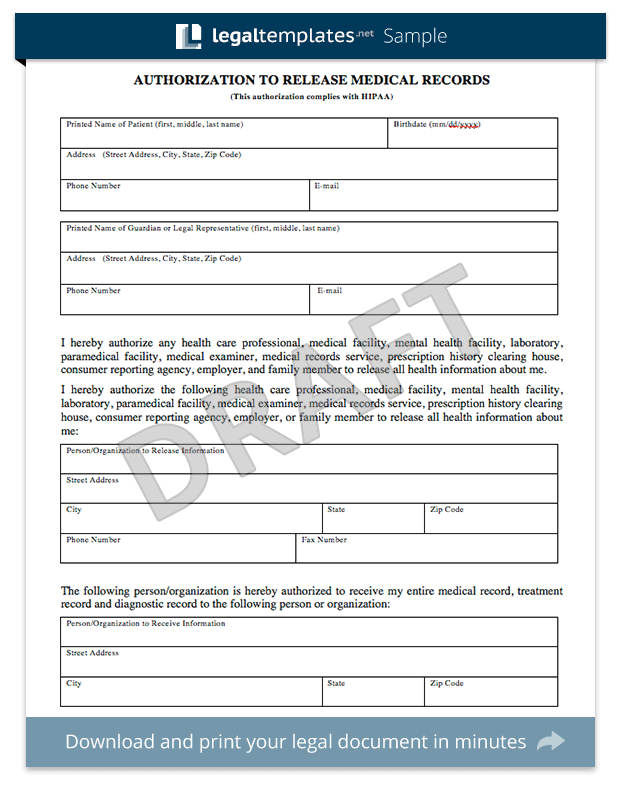 legaltemplates.net Sample
AUTHORIZATION TO RELEASE MEDICAL RECORDS
(This authorization complies with HIPAA)
Printed Name of Patient (first, middle, last name) Birthdate (mm/dd/yyyy)
Address (Street Address, City, State, Zip Code)
Phone Number E-mail
Printed Name of Guardian or Legal Representative (first, middle, last name)
Address (Street Address, City, State, Zip Code)
Phone Number E-mail
I hereby authorize any health care professional, medical facility, mental health facility, laboratory,
paramedical facility, medical examiner, medical records service, prescription history clearing house,
consumer reporting agency, employer, and family member to release all health information about me.
I hereby authorize the following health care professional, medical facility, mental health facility,
laboratory, paramedical facility, medical examiner, medical records service, prescription history clearing
house, consumer reporting agency, employer, or family member to release all health information about
me:
DRAFT
Person/Organization to Release Information
Street Address
City State Zip Code
Phone Number Fax Number
The following person/organization is hereby authorized to receive my entire medical record, treatment
record and diagnostic record to the following person or organization:
Person/Organization to Receive Information
Street Address
City State Zip Code
Download and print your legal document in minutes